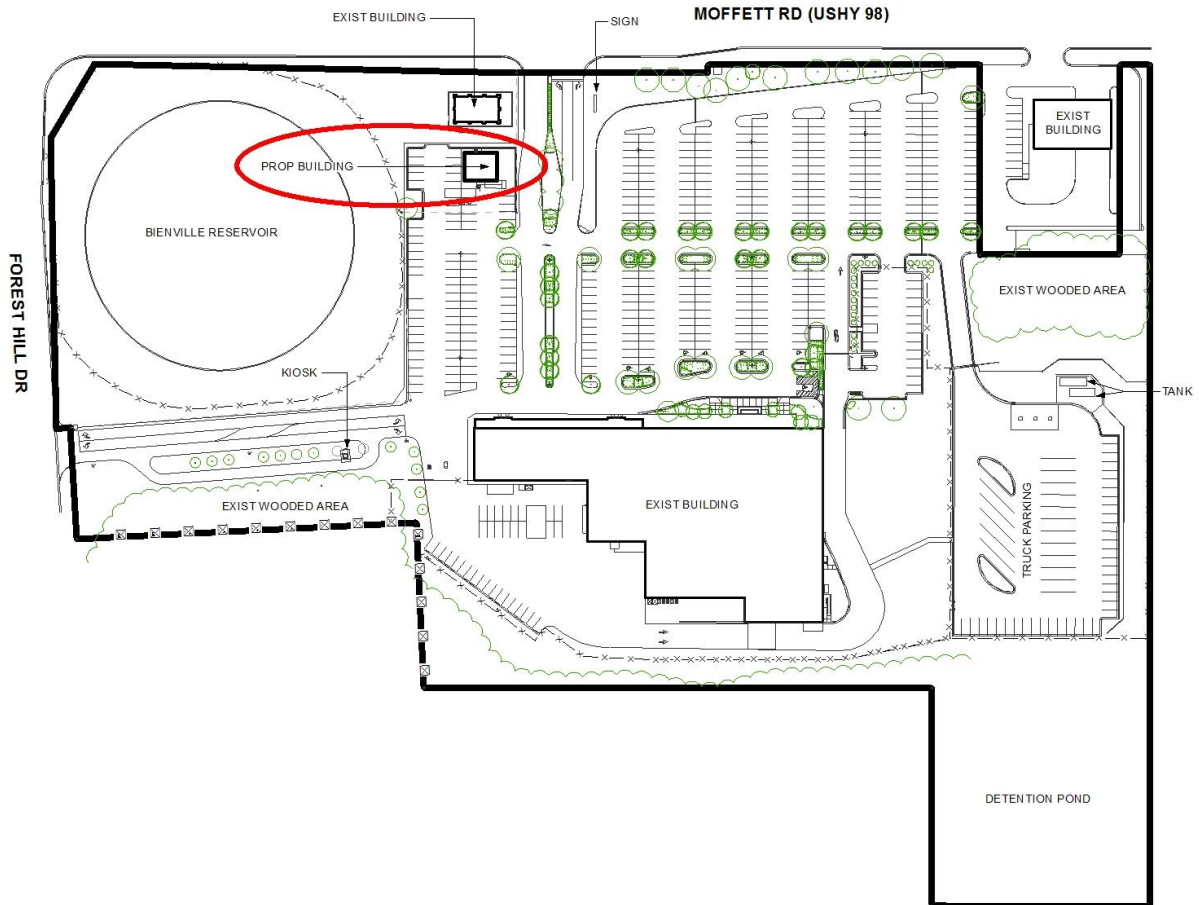 MOFFETT RD (USHY 98)
EXIST BUILDING
SIGN
EXIST
BUILDING
PROP BUILDING
BIENVILLE RESERVOIR
FOREST HILL DR
EXIST WOODED AREA
KIOSK
TANK
EXIST WOODED AREA
EXIST BUILDING
TRUCK PARKING
DETENTION POND